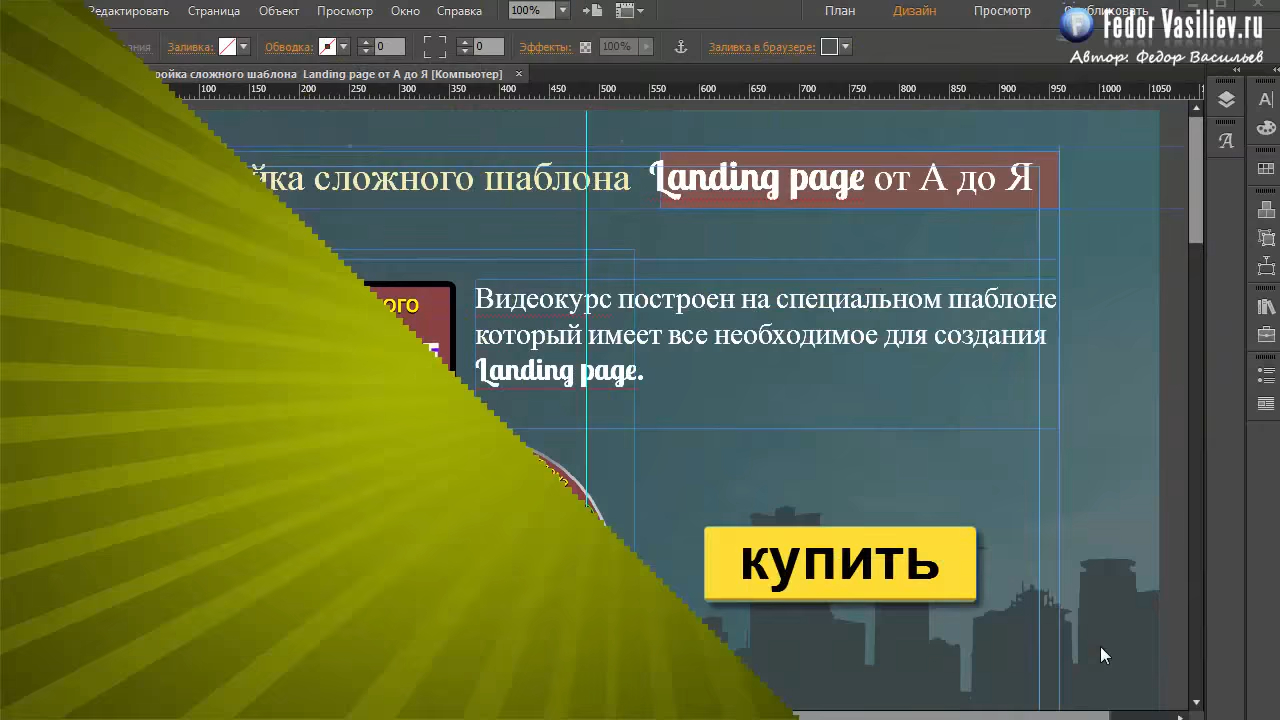 Редактировать Страница Объект Просмотр Окно Справка 100% План Дизайн Просмотр
Fedor Vasiliev.ru
Автор: Федор Васильев
Заливка: Обводка: 0 0 Эффекты: 100% Заливка в браузере:
ройка сложного шаблона Landing page от А до Я [Компьютер] ×
100 150 200 250 300 350 400 450 500 550 600 650 700 750 800 850 900 950 1000 1050
йка сложного шаблона Landing page от А до Я
ого
Видеокурс построен на специальном шаблоне
который имеет все необходимое для создания
Landing page.
купить